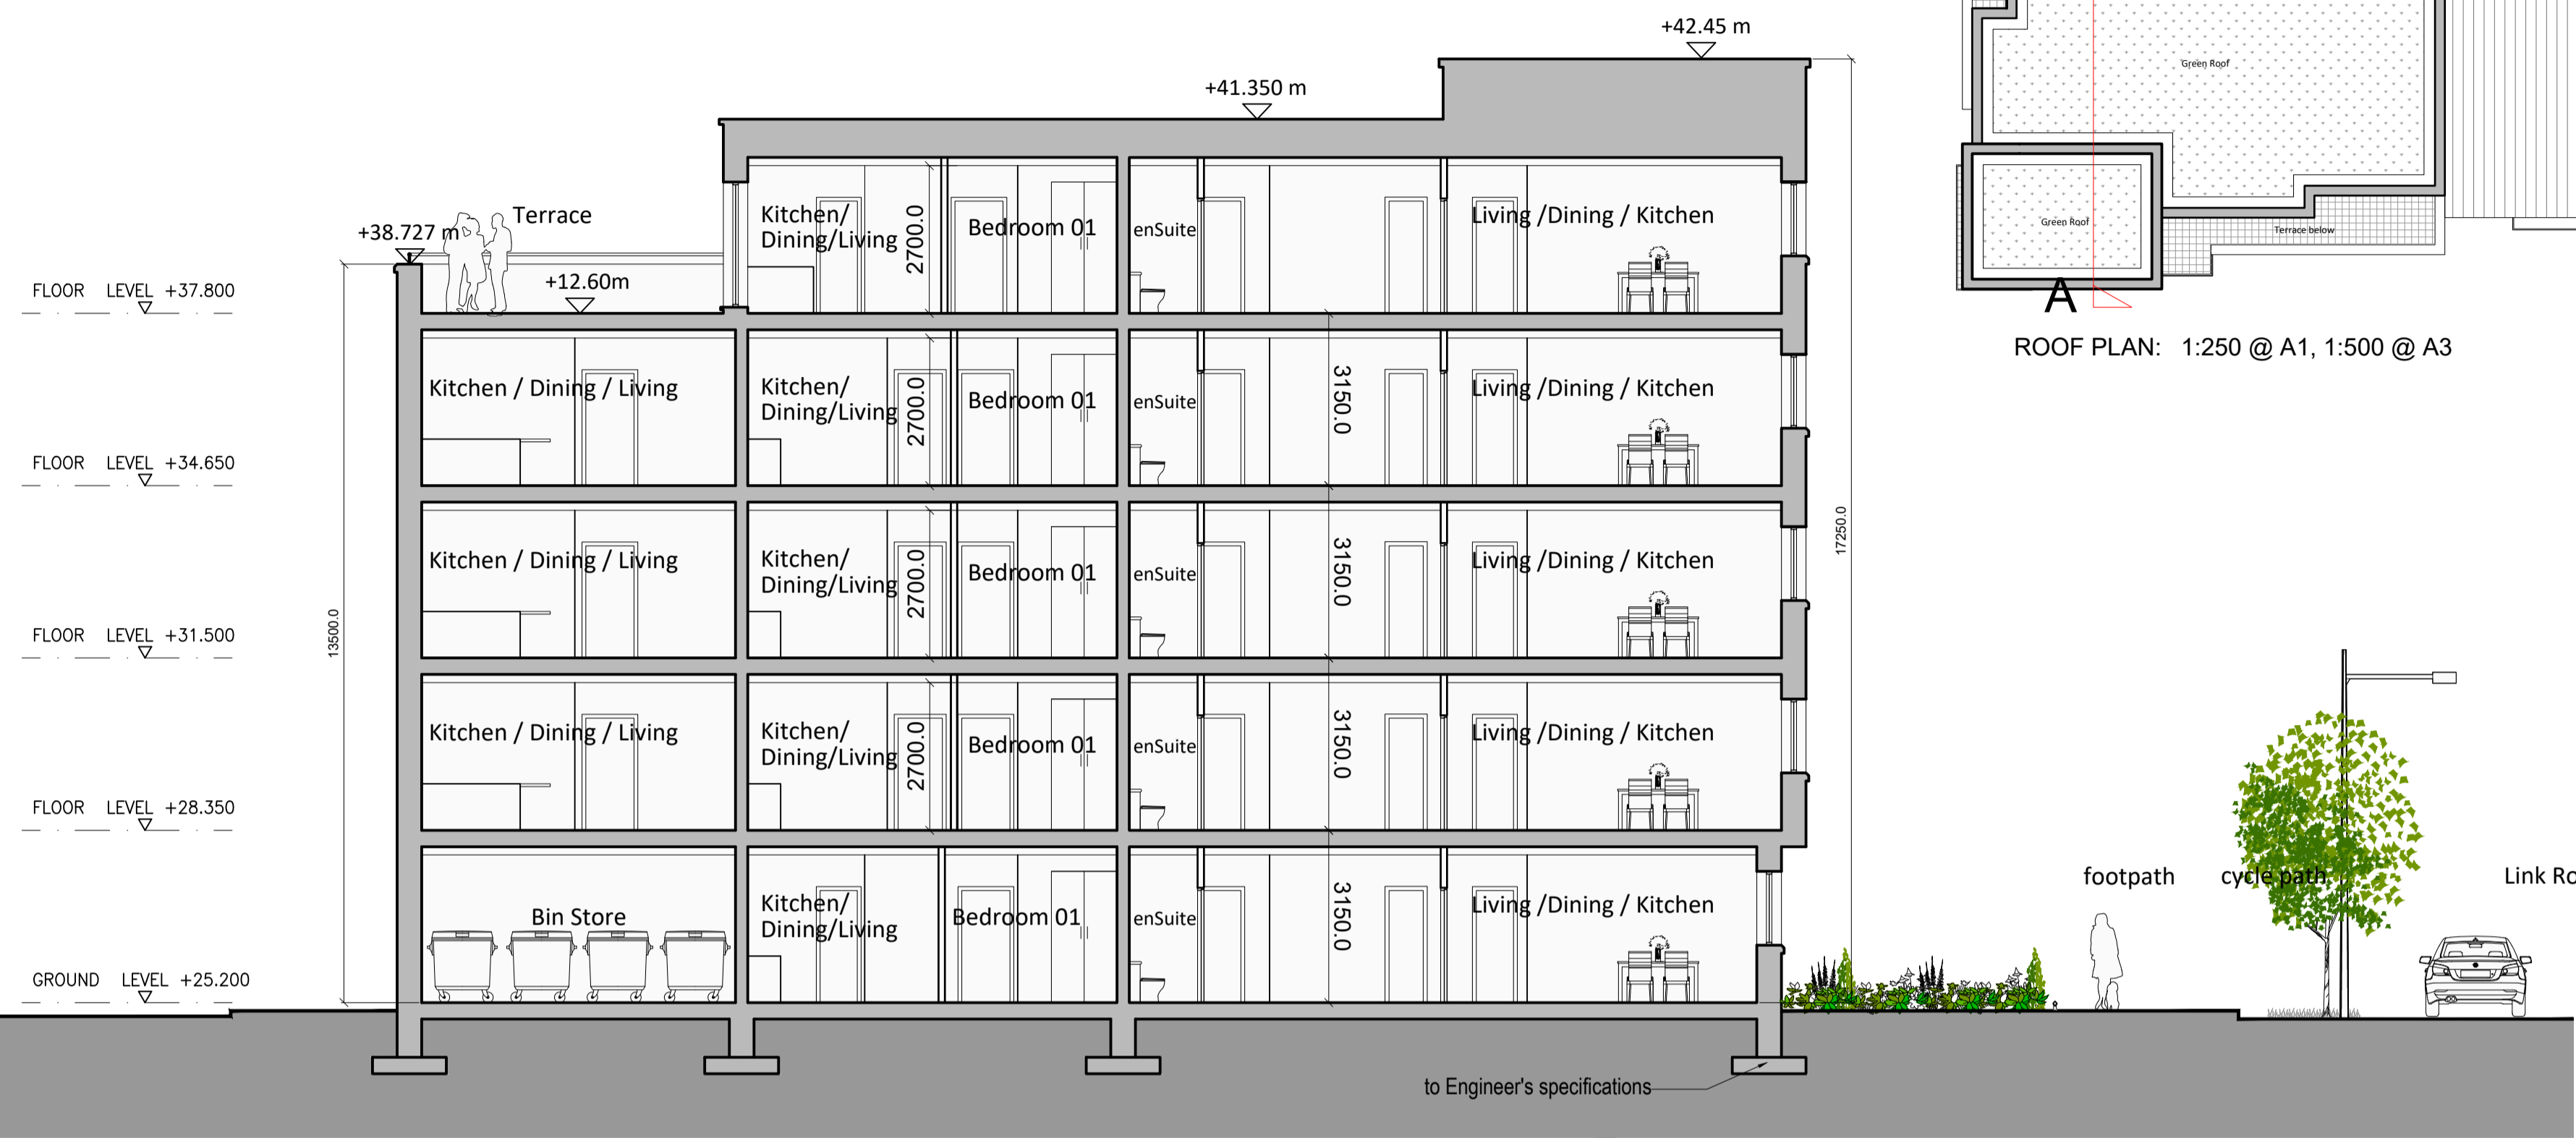 +42.45 m
+41.350 m
Green Roof
+38.727 m
Terrace
Kitchen/
Dining/Living
2700.0
Bedroom 01
enSuite
Living /Dining / Kitchen
Green Roof
Terrace below
FLOOR LEVEL +37.800
+12.60m
A
ROOF PLAN: 1:250 @ A1, 1:500 @ A3
Kitchen / Dining / Living
Kitchen/
Dining/Living
2700.0
Bedroom 01
enSuite
3150.0
Living /Dining / Kitchen
FLOOR LEVEL +34.650
Kitchen / Dining / Living
Kitchen/
Dining/Living
2700.0
Bedroom 01
enSuite
3150.0
Living /Dining / Kitchen
17250.0
FLOOR LEVEL +31.500
13500.0
Kitchen / Dining / Living
Kitchen/
Dining/Living
2700.0
Bedroom 01
enSuite
3150.0
Living /Dining / Kitchen
FLOOR LEVEL +28.350
Bin Store
Kitchen/
Dining/Living
Bedroom 01
enSuite
3150.0
Living /Dining / Kitchen
footpath
cycle path
Link Ro
GROUND LEVEL +25.200
to Engineer's specifications